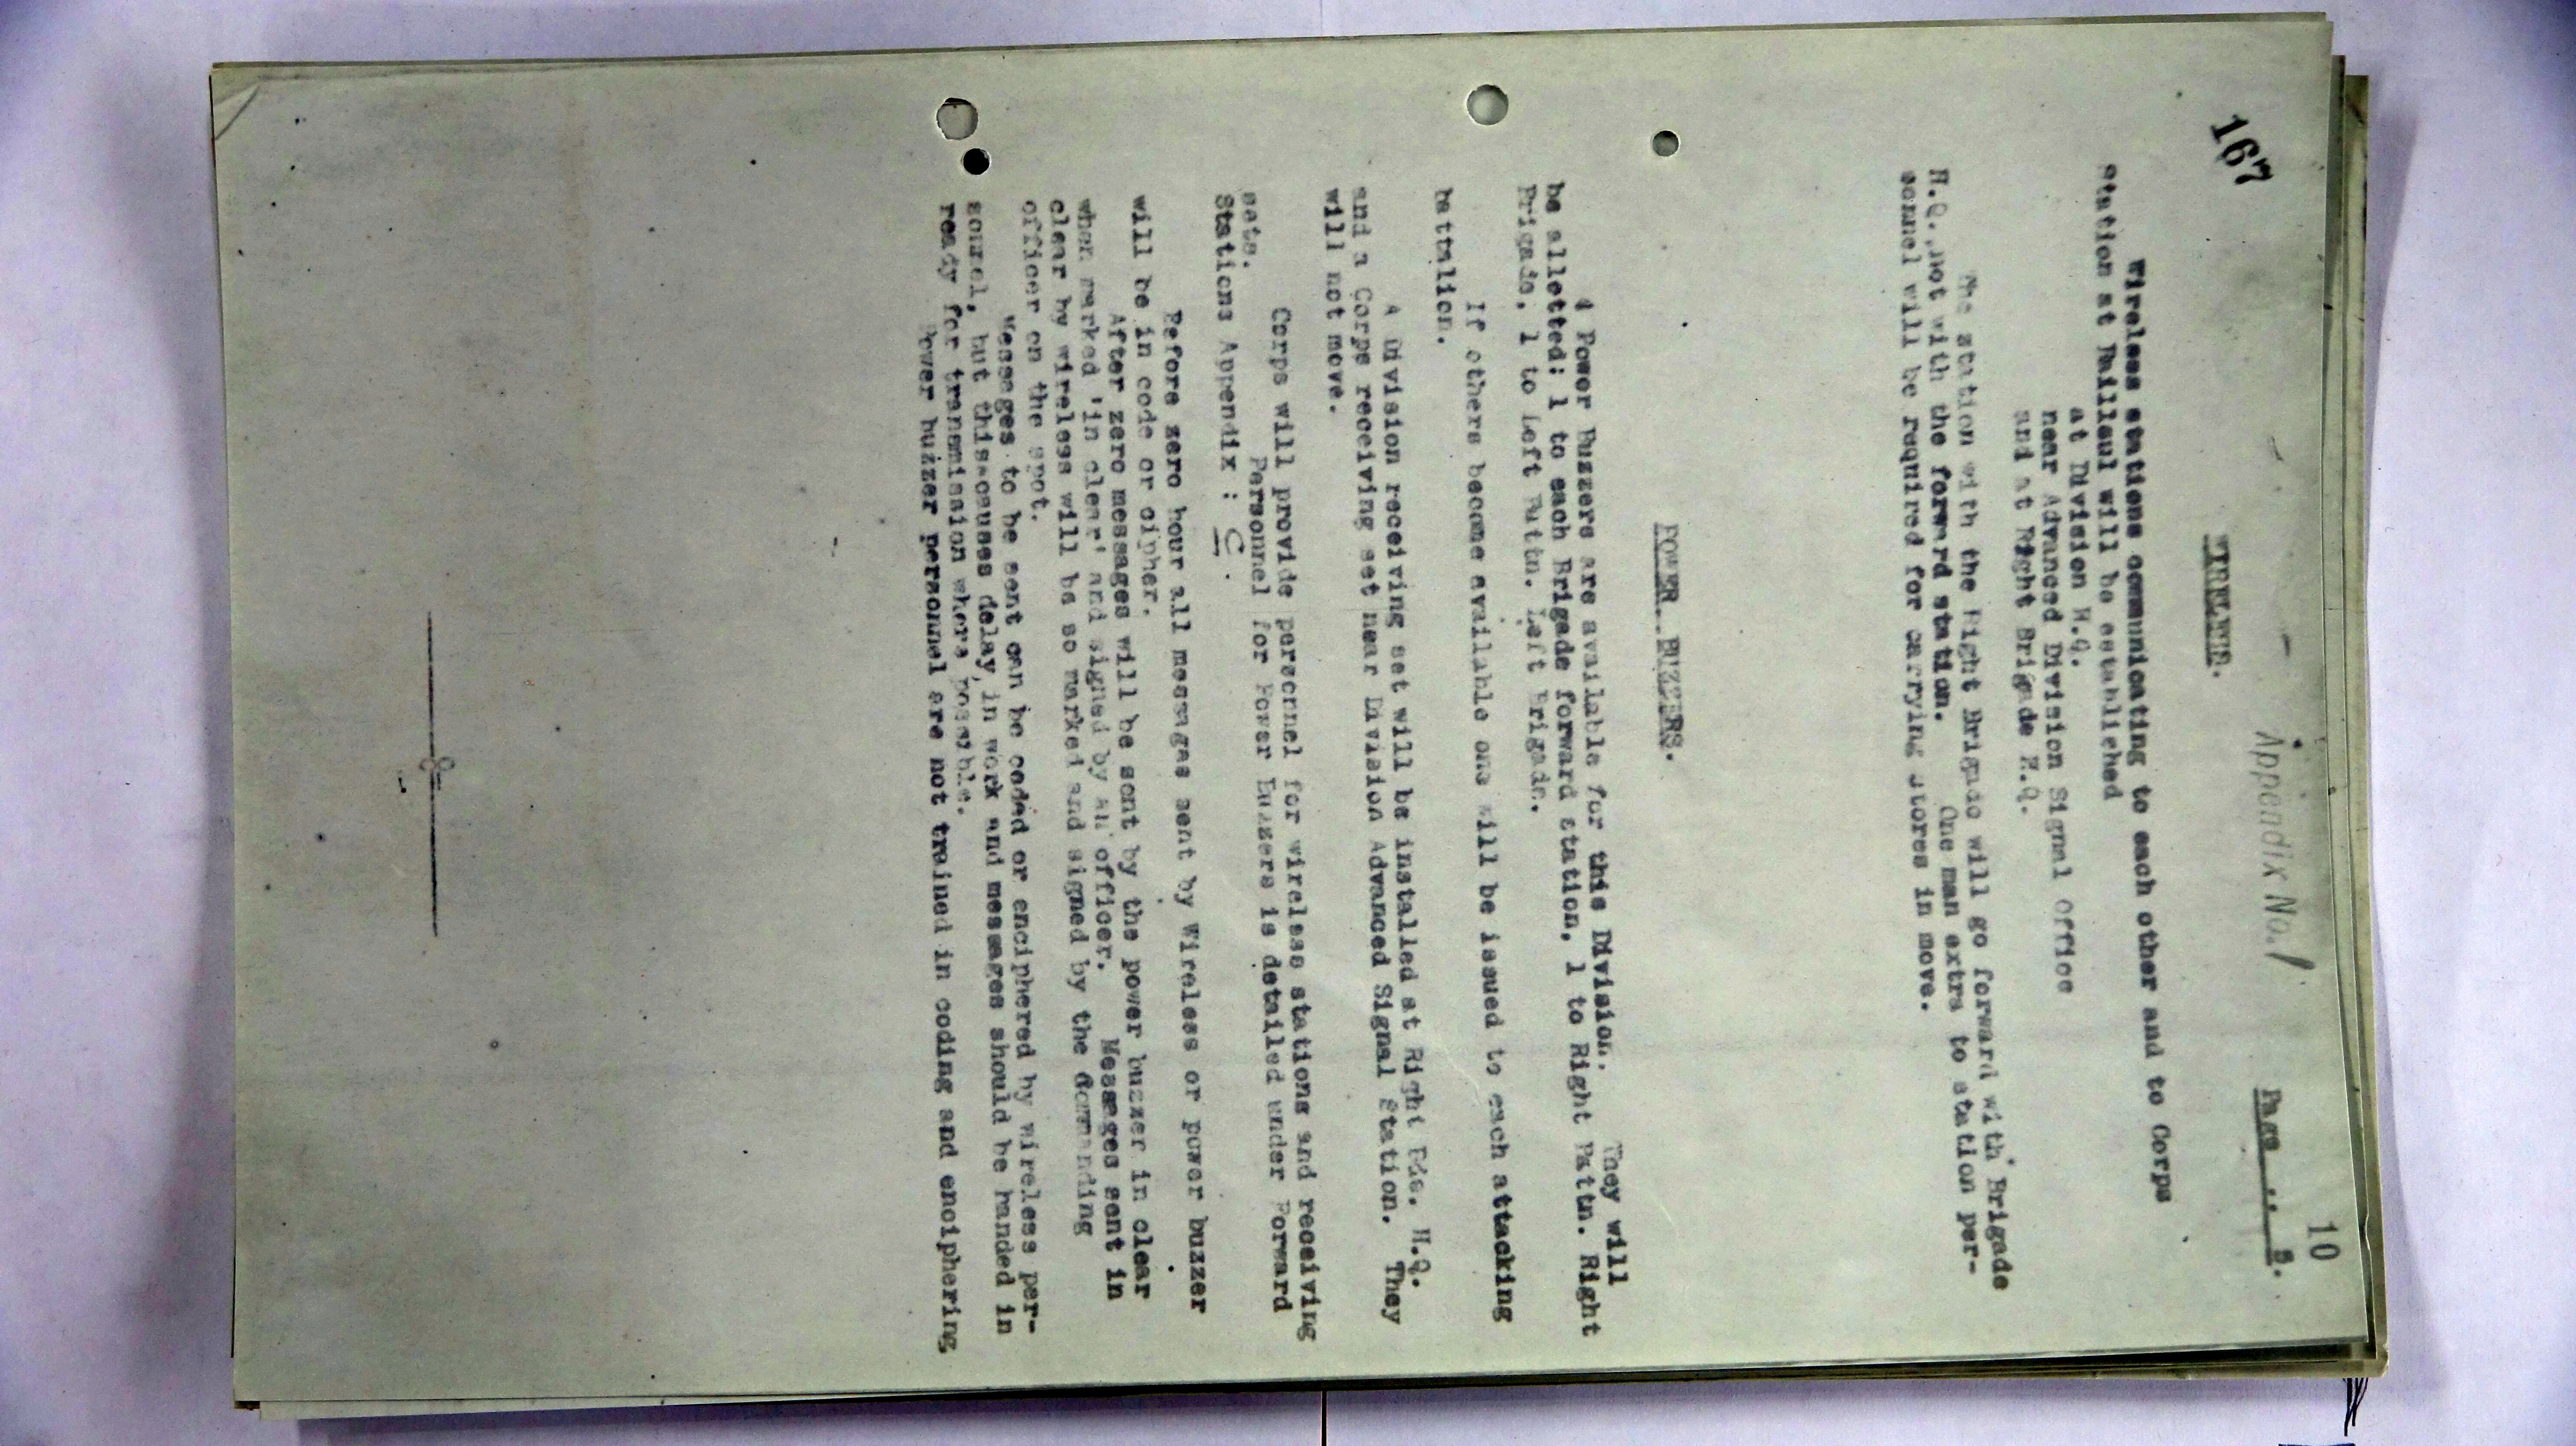 167
10
Appendix No. 1
Page .. 5.
WIRELESS.
Wireless stations communicating to each other and to Corps
Station at Bailleul will be established
at Division H.Q.
near Advanced Division Signal Office
and at Right Brigade H.Q.
The station with the Right Brigade will go forward with Brigade
H.Q. not with the forward station. One man extra to station per-
sonnel will be required for carrying stores in move.
POWER BUZZERS.
4 Power Buzzers are available for this Division. They will
be alletted: 1 to each Brigade forward station, 1 to Right Battn. Right
Brigade, 1 to Left Battn. Left Brigade.
If others become available one will be issued to each attacking
battalion.
A Division receiving set will be installed at Right Bde. H.Q.
and a Corps receiving set near Division Advanced Signal Station. They
will not move.
Corps will provide personnel for wireless stations and receiving
sets. Personnel for Power Buzzers is detailed under Forward
Stations Appendix : C.
Before zero hour all messages sent by Wireless or power buzzer
will be in code or cipher.
After zero messages will be sent by the power buzzer in clear
when marked 'in clear' and signed by an officer. Messages sent in
clear by wireless will be so marked and signed by the Commanding
officer on the spot.
Messages to be sent can be coded or enciphered by wireless per-
sonnel, but this causes delay in work and messages should be handed in
ready for transmission where possible.
Power buzzer personnel are not trained in coding and enciphering